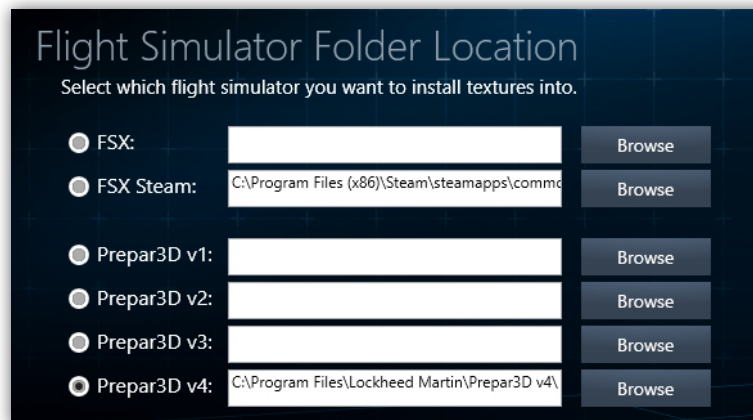 Flight Simulator Folder Location
Select which flight simulator you want to install textures into.
FSX: Browse
FSX Steam: C:\Program Files (x86)\Steam\steamapps\commo Browse
Prepar3D v1: Browse
Prepar3D v2: Browse
Prepar3D v3: Browse
Prepar3D v4: C:\Program Files\Lockheed Martin\Prepar3D v4\ Browse